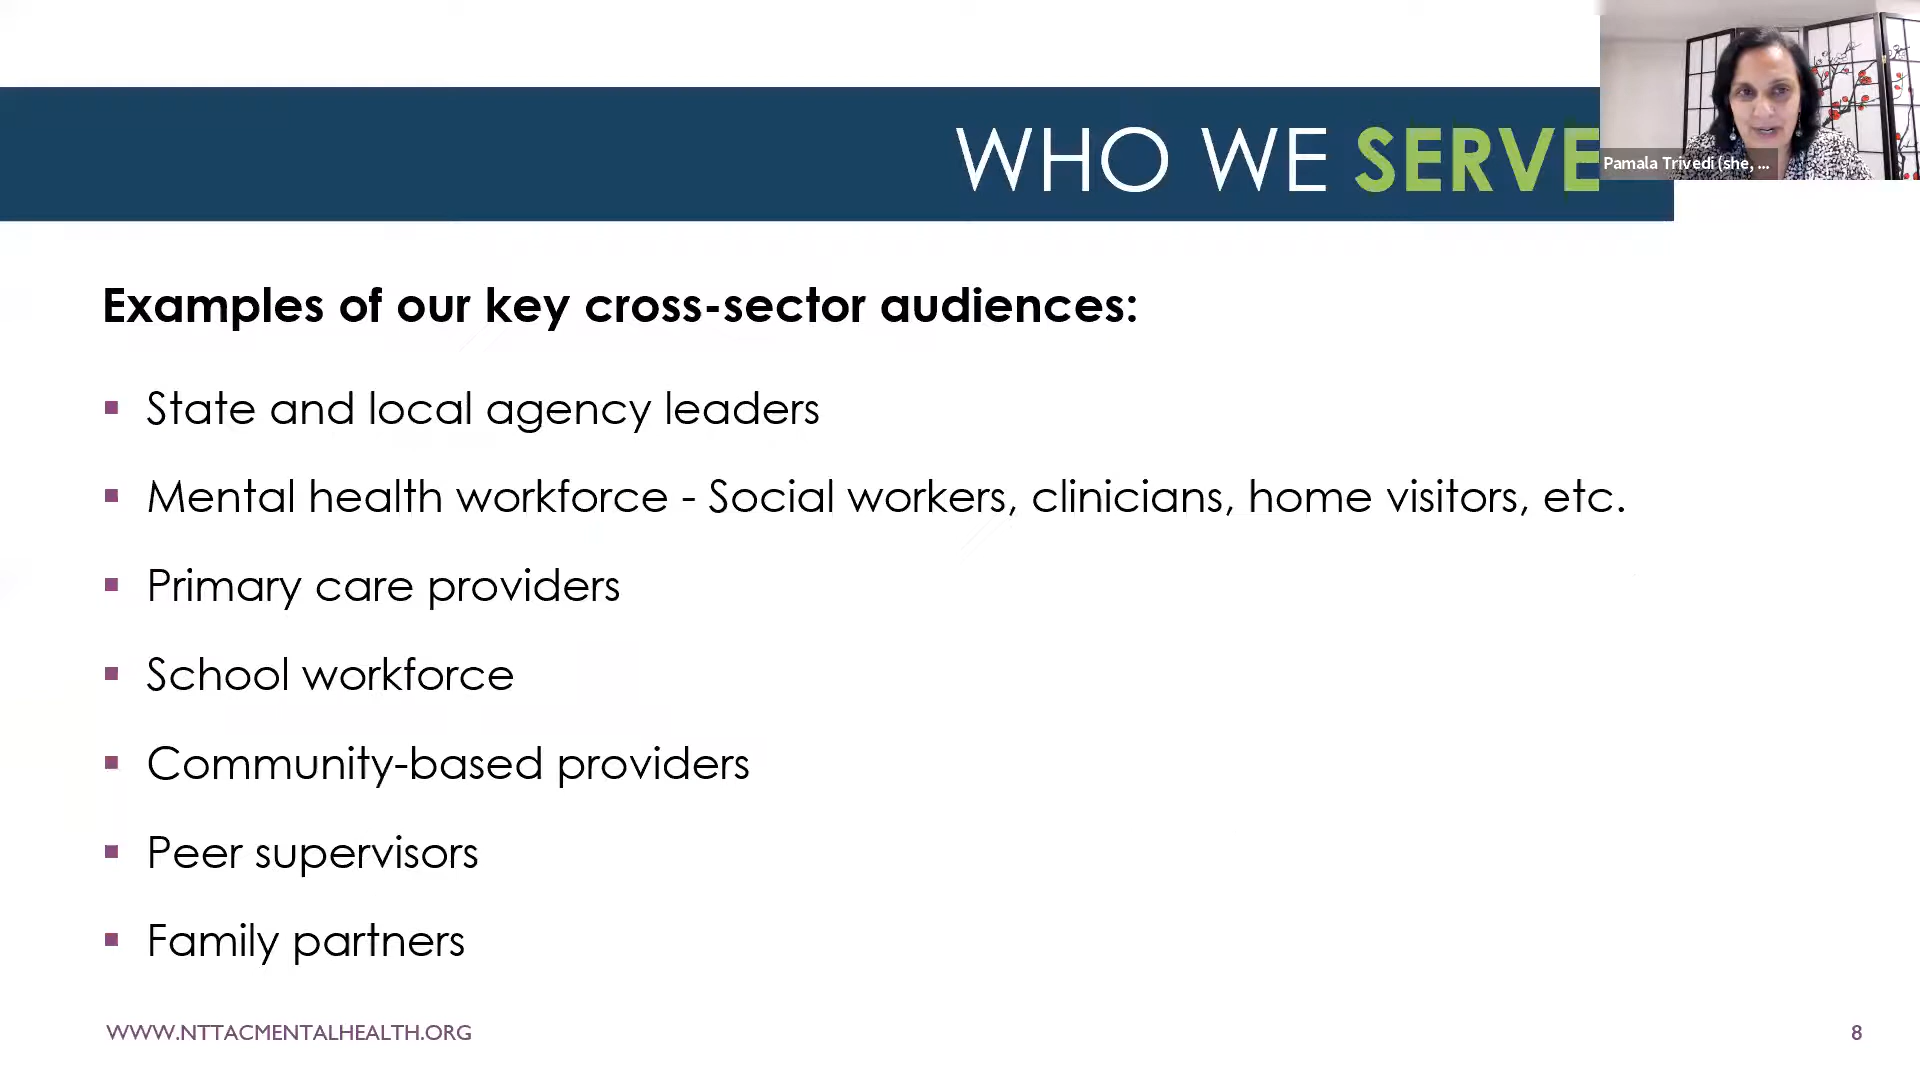 WHO WE SERVE
Pamala Trivedi (she, ...
Examples of our key cross-sector audiences:
▪ State and local agency leaders
▪ Mental health workforce - Social workers, clinicians, home visitors, etc.
▪ Primary care providers
▪ School workforce
▪ Community-based providers
▪ Peer supervisors
▪ Family partners
WWW.NTTACMENTALHEALTH.ORG
8